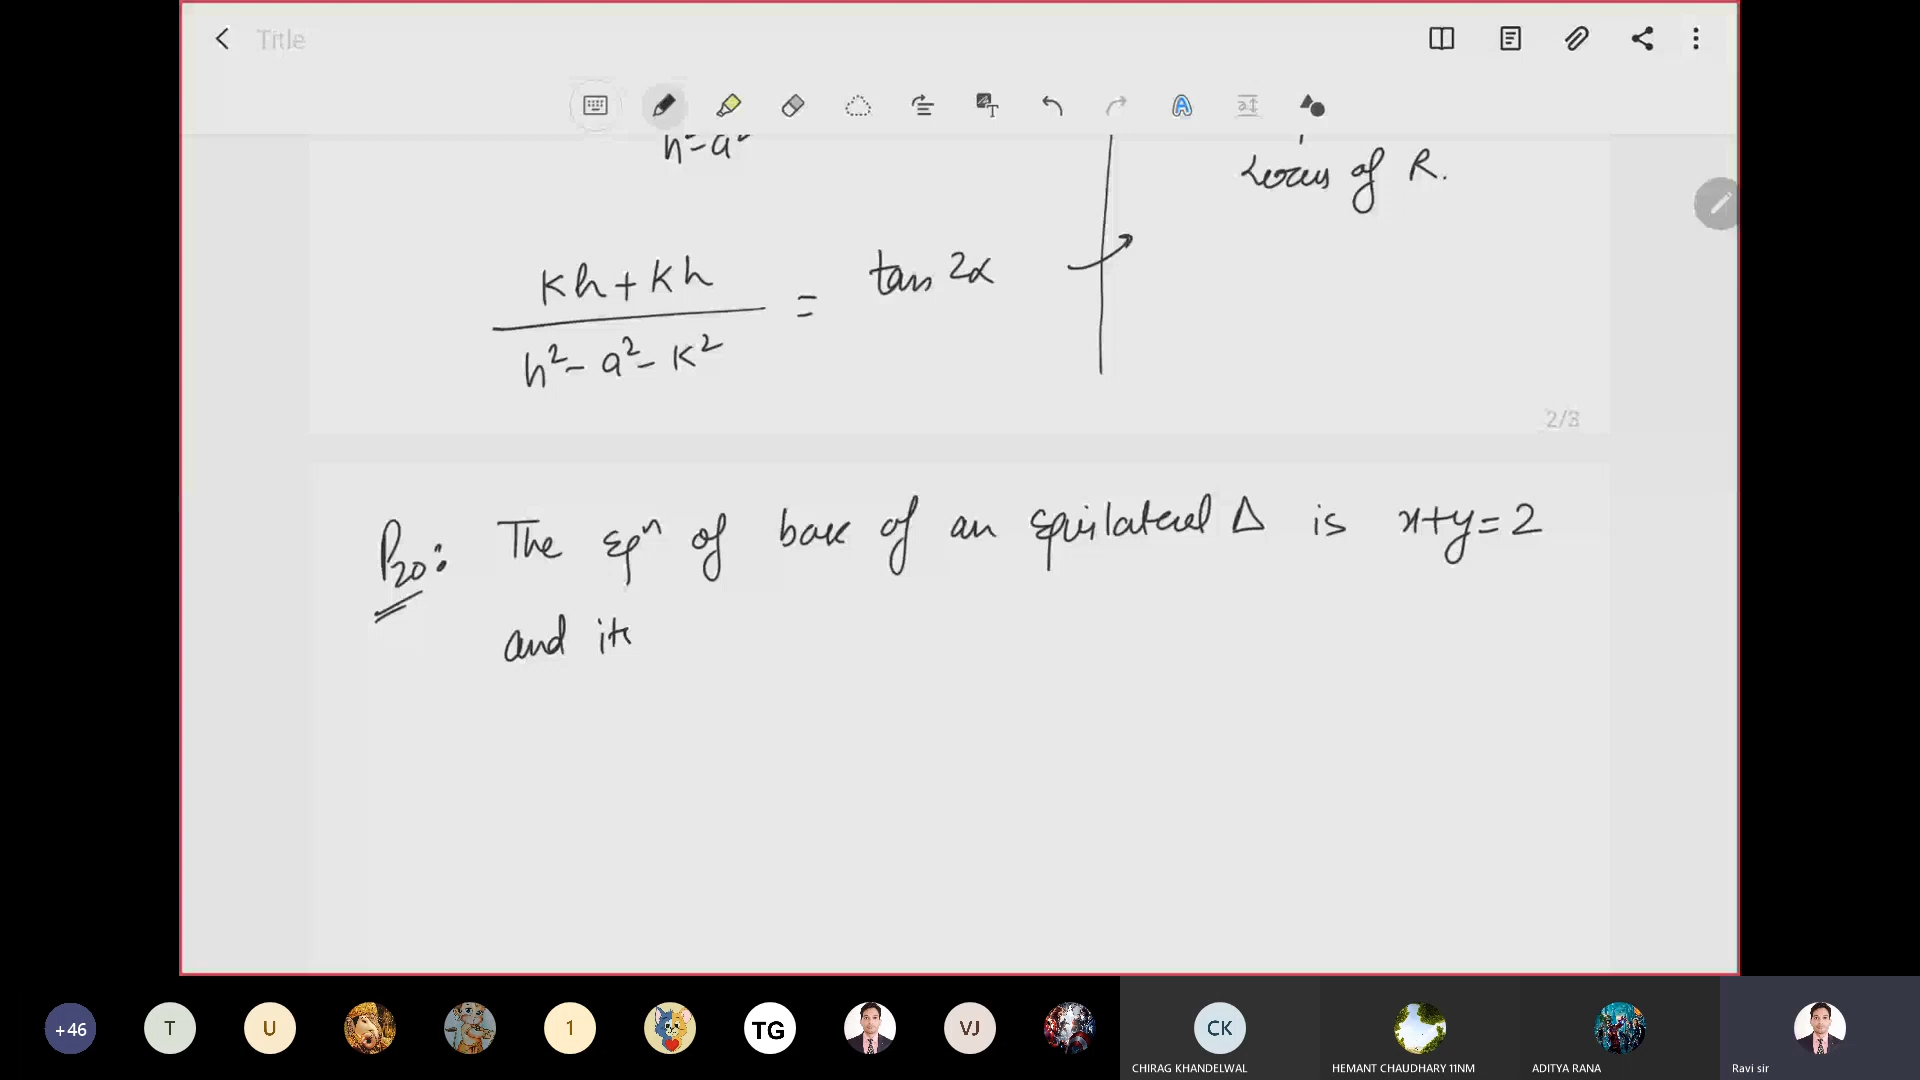 Title
h²-a²
Locus of R.
Kh+Kh
= tan 2α
h²-a²-K²
2/3
P20: The Eqⁿ of base of an Equilateral Δ is x+y=2
and its
+46
T
U
1
TG
VJ
CK
CHIRAG KHANDELWAL
HEMANT CHAUDHARY 11NM
ADITYA RANA
Ravi sir